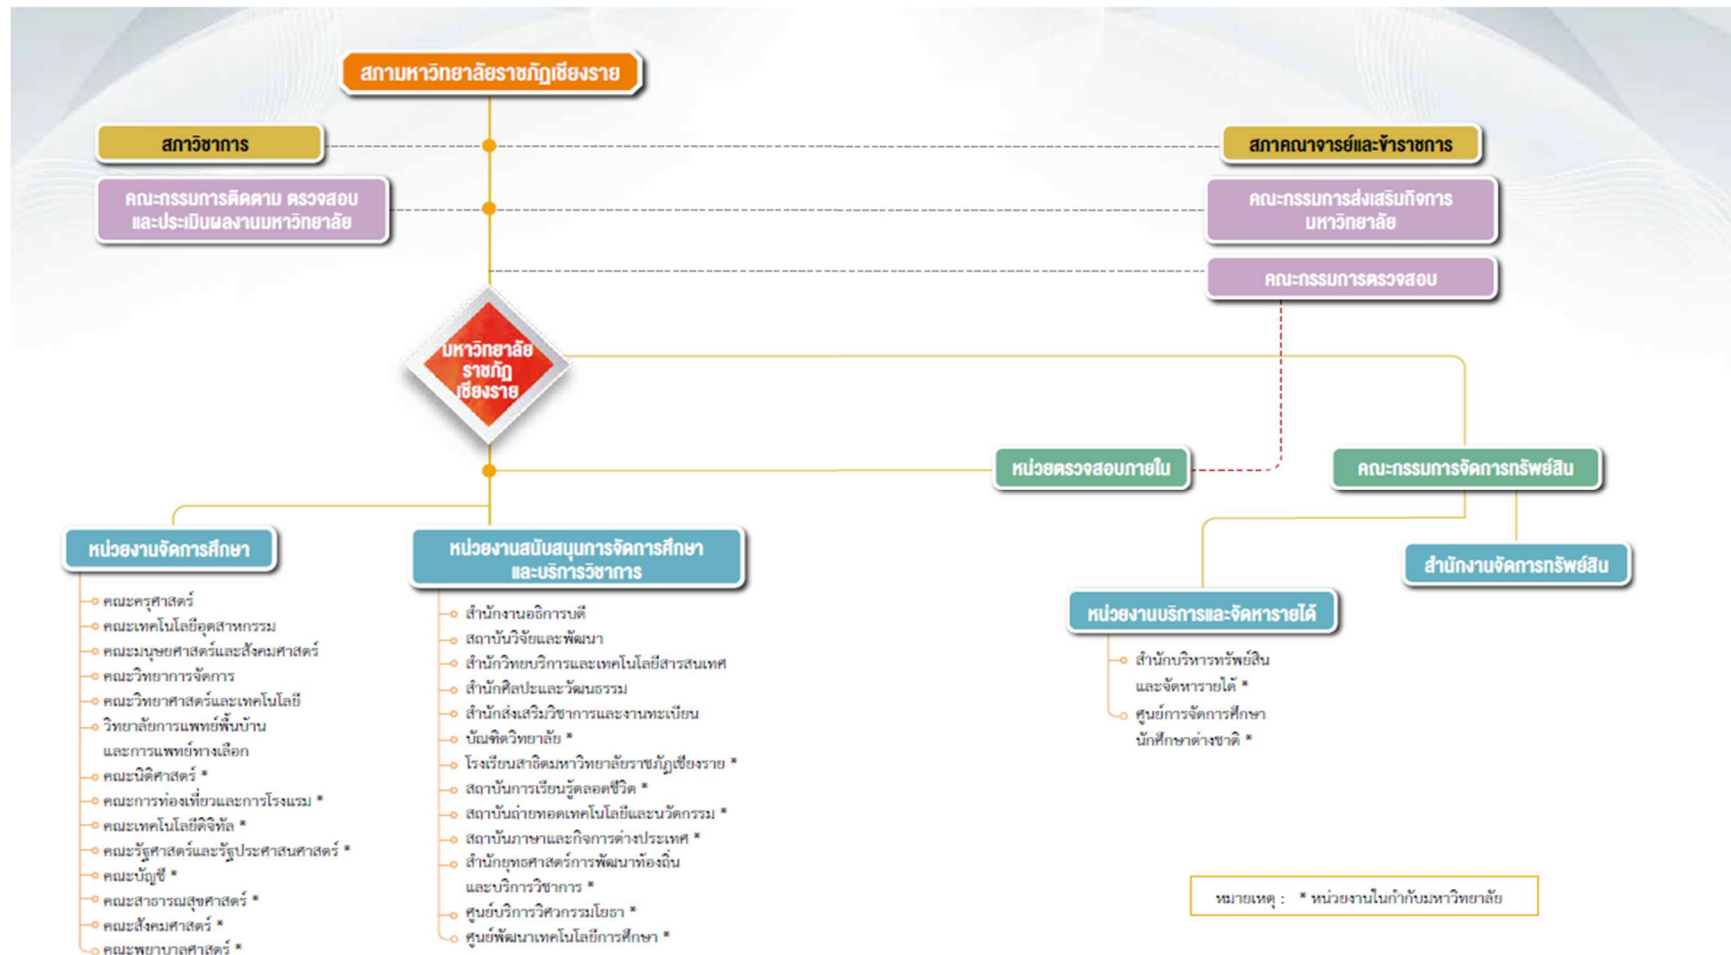 สภามหาวิทยาลัยราชภัฏเชียงราย
สภาวิชาการ
สภาคณาจารย์และข้าราชการ
คณะกรรมการติดตาม ตรวจสอบ
และประเมินผลงานมหาวิทยาลัย
คณะกรรมการส่งเสริมกิจการ
มหาวิทยาลัย
คณะกรรมการตรวจสอบ
มหาวิทยาลัย
ราชภัฏ
เชียงราย
หน่วยตรวจสอบภายใน
คณะกรรมการจัดการทรัพย์สิน
หน่วยงานจัดการศึกษา
คณะครุศาสตร์
คณะเทคโนโลยีอุตสาหกรรม
คณะมนุษยศาสตร์และสังคมศาสตร์
คณะวิทยาการจัดการ
คณะวิทยาศาสตร์และเทคโนโลยี
วิทยาลัยการแพทย์พื้นบ้าน
และการแพทย์ทางเลือก
คณะนิติศาสตร์ *
คณะการท่องเที่ยวและการโรงแรม *
คณะเทคโนโลยีดิจิทัล *
คณะรัฐศาสตร์และรัฐประศาสนศาสตร์ *
คณะบัญชี *
คณะสาธารณสุขศาสตร์ *
คณะสังคมศาสตร์ *
คณะพยาบาลศาสตร์ *
หน่วยงานสนับสนุนการจัดการศึกษา
และบริการวิชาการ
สำนักงานอธิการบดี
สถาบันวิจัยและพัฒนา
สำนักวิทยบริการและเทคโนโลยีสารสนเทศ
สำนักศิลปะและวัฒนธรรม
สำนักส่งเสริมวิชาการและงานทะเบียน
บัณฑิตวิทยาลัย *
โรงเรียนสาธิตมหาวิทยาลัยราชภัฏเชียงราย *
สถาบันการเรียนรู้ตลอดชีวิต *
สถาบันถ่ายทอดเทคโนโลยีและนวัตกรรม *
สถาบันภาษาและกิจการต่างประเทศ *
สำนักยุทธศาสตร์การพัฒนาท้องถิ่น
และบริการวิชาการ *
ศูนย์บริการวิศวกรรมโยธา *
ศูนย์พัฒนาเทคโนโลยีการศึกษา *
สำนักงานจัดการทรัพย์สิน
หน่วยงานบริการและจัดหารายได้
สำนักบริหารทรัพย์สิน
และจัดหารายได้ *
ศูนย์การจัดการศึกษา
นักศึกษาต่างชาติ *
หมายเหตุ : * หน่วยงานในกำกับมหาวิทยาลัย